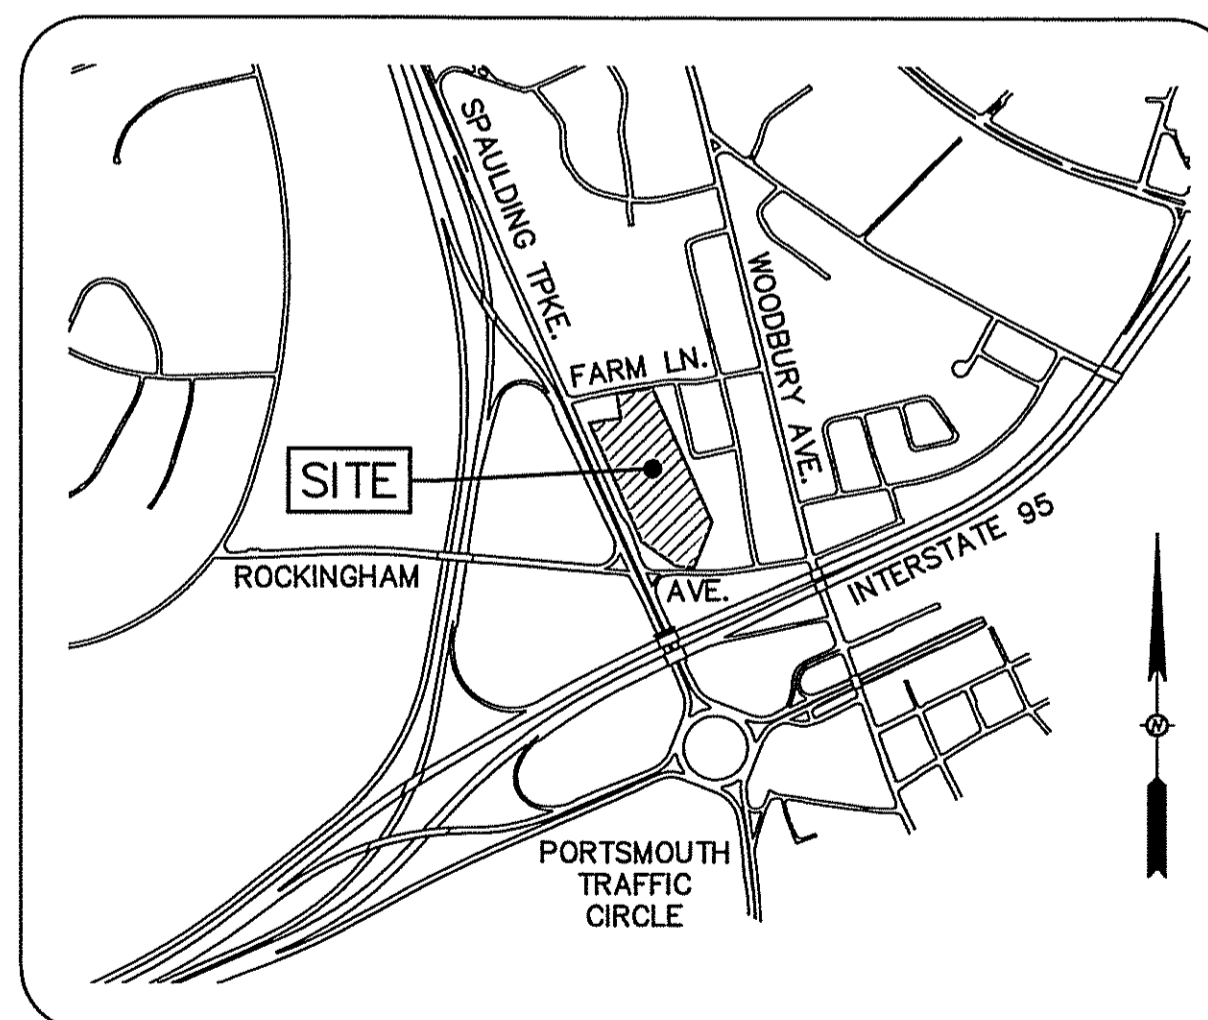 SPAULDING TPKE.
WOODBURY AVE.
FARM LN.
SITE
ROCKINGHAM
AVE.
INTERSTATE 95
N
PORTSMOUTH
TRAFFIC
CIRCLE